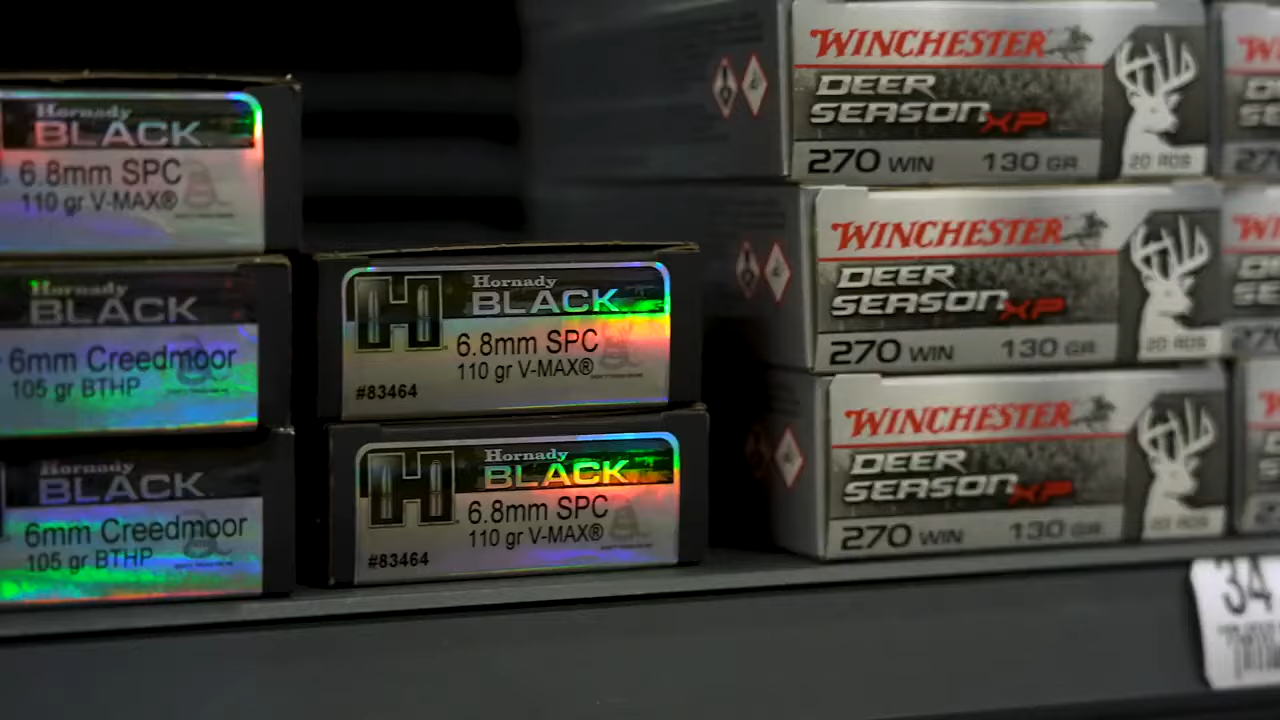 Hornady
BLACK
6.8mm SPC
110 gr V-MAX®
Hornady
BLACK
6mm Creedmoor
105 gr BTHP
Hornady
BLACK
6mm Creedmoor
105 gr BTHP
H
Hornady
BLACK
6.8mm SPC
110 gr V-MAX®
#83464
H
Hornady
BLACK
6.8mm SPC
110 gr V-MAX®
#83464
WINCHESTER
DEER
SEASON XP
270 WIN 130 GR
20 RDS
WINCHESTER
DEER
SEASON XP
270 WIN 130 GR
20 RDS
WINCHESTER
DEER
SEASON XP
270 WIN 130 GR
20 RDS
34